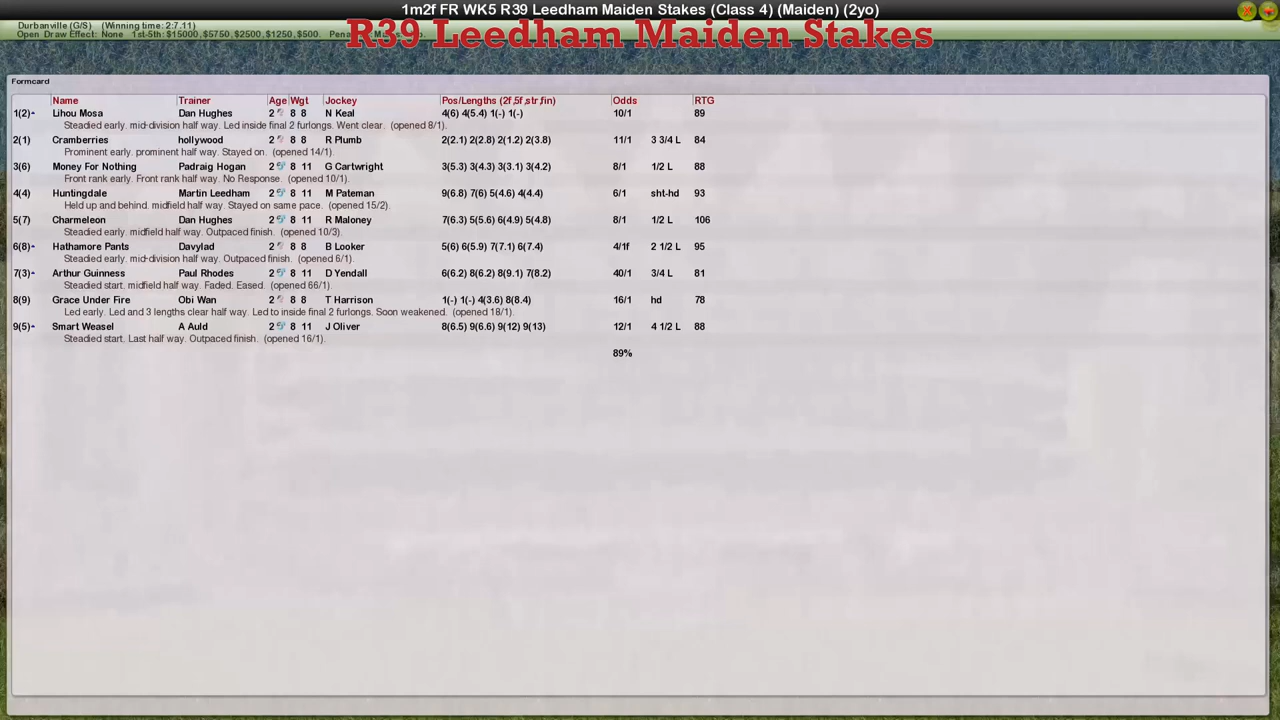 1m2f FR WK5 R39 Leedham Maiden Stakes (Class 4) (Maiden) (2yo)
R39 Leedham Maiden Stakes
Durbanville (G/S) (Winning time: 2:7.11)
Open Draw Effect: None 1st-5th: $15000, $5750, $2500, $1250, $500.
Formcard
Name Trainer Age Wgt Jockey Pos/Lengths (2f,5f,str,fin) Odds RTG
1(2) Lihou Mosa Dan Hughes 2 8 8 N Keal 4(6) 4(5.4) 1(-) 1(-) 10/1 89
Steadied early. mid-division half way. Led inside final 2 furlongs. Went clear. (opened 8/1).
2(1) Cramberries hollywood 2 8 8 R Plumb 2(2.1) 2(2.8) 2(1.2) 2(3.8) 11/1 3 3/4 L 84
Prominent early. prominent half way. Stayed on. (opened 14/1).
3(6) Money For Nothing Padraig Hogan 2 8 11 G Cartwright 3(5.3) 3(4.3) 3(3.1) 3(4.2) 8/1 1/2 L 88
Front rank early. Front rank half way. No Response. (opened 10/1).
4(4) Huntingdale Martin Leedham 2 8 11 M Pateman 9(6.8) 7(6) 5(4.6) 4(4.4) 6/1 sht-hd 93
Held up and behind. midfield half way. Stayed on same pace. (opened 15/2).
5(7) Charmeleon Dan Hughes 2 8 11 R Maloney 7(6.3) 5(5.6) 6(4.9) 5(4.8) 8/1 1/2 L 106
Steadied early. midfield half way. Outpaced finish. (opened 10/3).
6(8) Hathamore Pants Davylad 2 8 8 B Looker 5(6) 6(5.9) 7(7.1) 6(7.4) 4/1f 2 1/2 L 95
Steadied early. mid-division half way. Outpaced finish. (opened 6/1).
7(3) Arthur Guinness Paul Rhodes 2 8 11 D Yendall 6(6.2) 8(6.2) 8(9.1) 7(8.2) 40/1 3/4 L 81
Steadied start. midfield half way. Faded. Eased. (opened 66/1).
8(9) Grace Under Fire Obi Wan 2 8 8 T Harrison 1(-) 1(-) 4(3.6) 8(8.4) 16/1 hd 78
Led early. Led and 3 lengths clear half way. Led to inside final 2 furlongs. Soon weakened. (opened 18/1).
9(5) Smart Weasel A Auld 2 8 11 J Oliver 8(6.5) 9(6.6) 9(12) 9(13) 12/1 4 1/2 L 88
Steadied start. Last half way. Outpaced finish. (opened 16/1).
89%